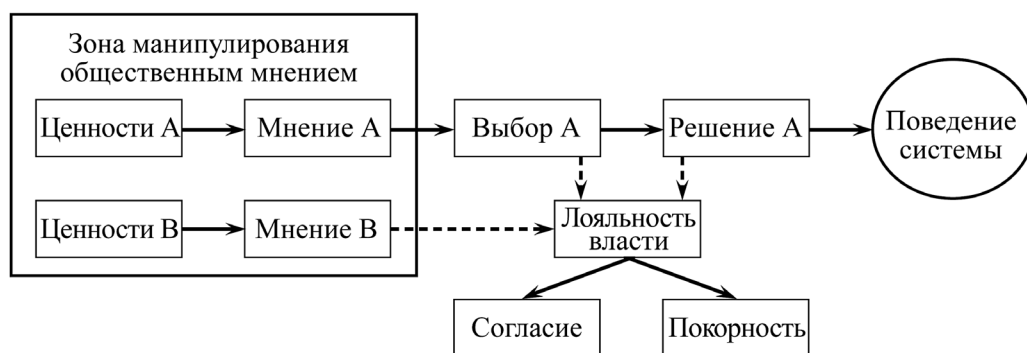 Зона манипулирования
общественным мнением
Ценности А
Мнение А
Выбор А
Решение А
Поведение
системы
Ценности В
Мнение В
Лояльность
власти
Согласие
Покорность